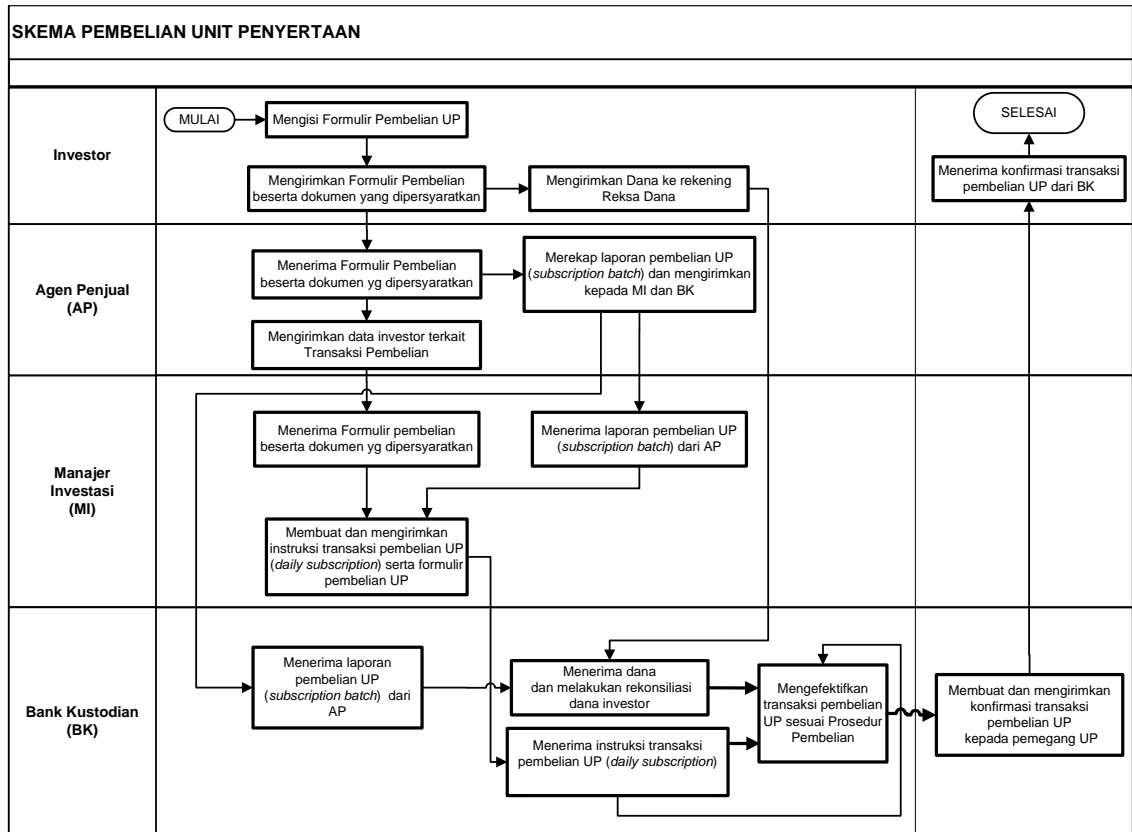 SKEMA PEMBELIAN UNIT PENYERTAAN
Investor
MULAI
Mengisi Formulir Pembelian UP
Mengirimkan Formulir Pembelian
beserta dokumen yang dipersyaratkan
Mengirimkan Dana ke rekening
Reksa Dana
SELESAI
Menerima konfirmasi transaksi
pembelian UP dari BK
Agen Penjual
(AP)
Menerima Formulir Pembelian
beserta dokumen yg dipersyaratkan
Merekap laporan pembelian UP
(subscription batch) dan mengirimkan
kepada MI dan BK
Mengirimkan data investor terkait
Transaksi Pembelian
Manajer
Investasi
(MI)
Menerima Formulir pembelian
beserta dokumen yg dipersyaratkan
Menerima laporan pembelian UP
(subscription batch) dari AP
Membuat dan mengirimkan
instruksi transaksi pembelian UP
(daily subscription) serta formulir
pembelian UP
Bank Kustodian
(BK)
Menerima laporan
pembelian UP
(subscription batch) dari
AP
Menerima dana
dan melakukan rekonsiliasi
dana investor
Menerima instruksi transaksi
pembelian UP (daily subscription)
Mengefektifkan
transaksi pembelian
UP sesuai Prosedur
Pembelian
Membuat dan mengirimkan
konfirmasi transaksi
pembelian UP
kepada pemegang UP